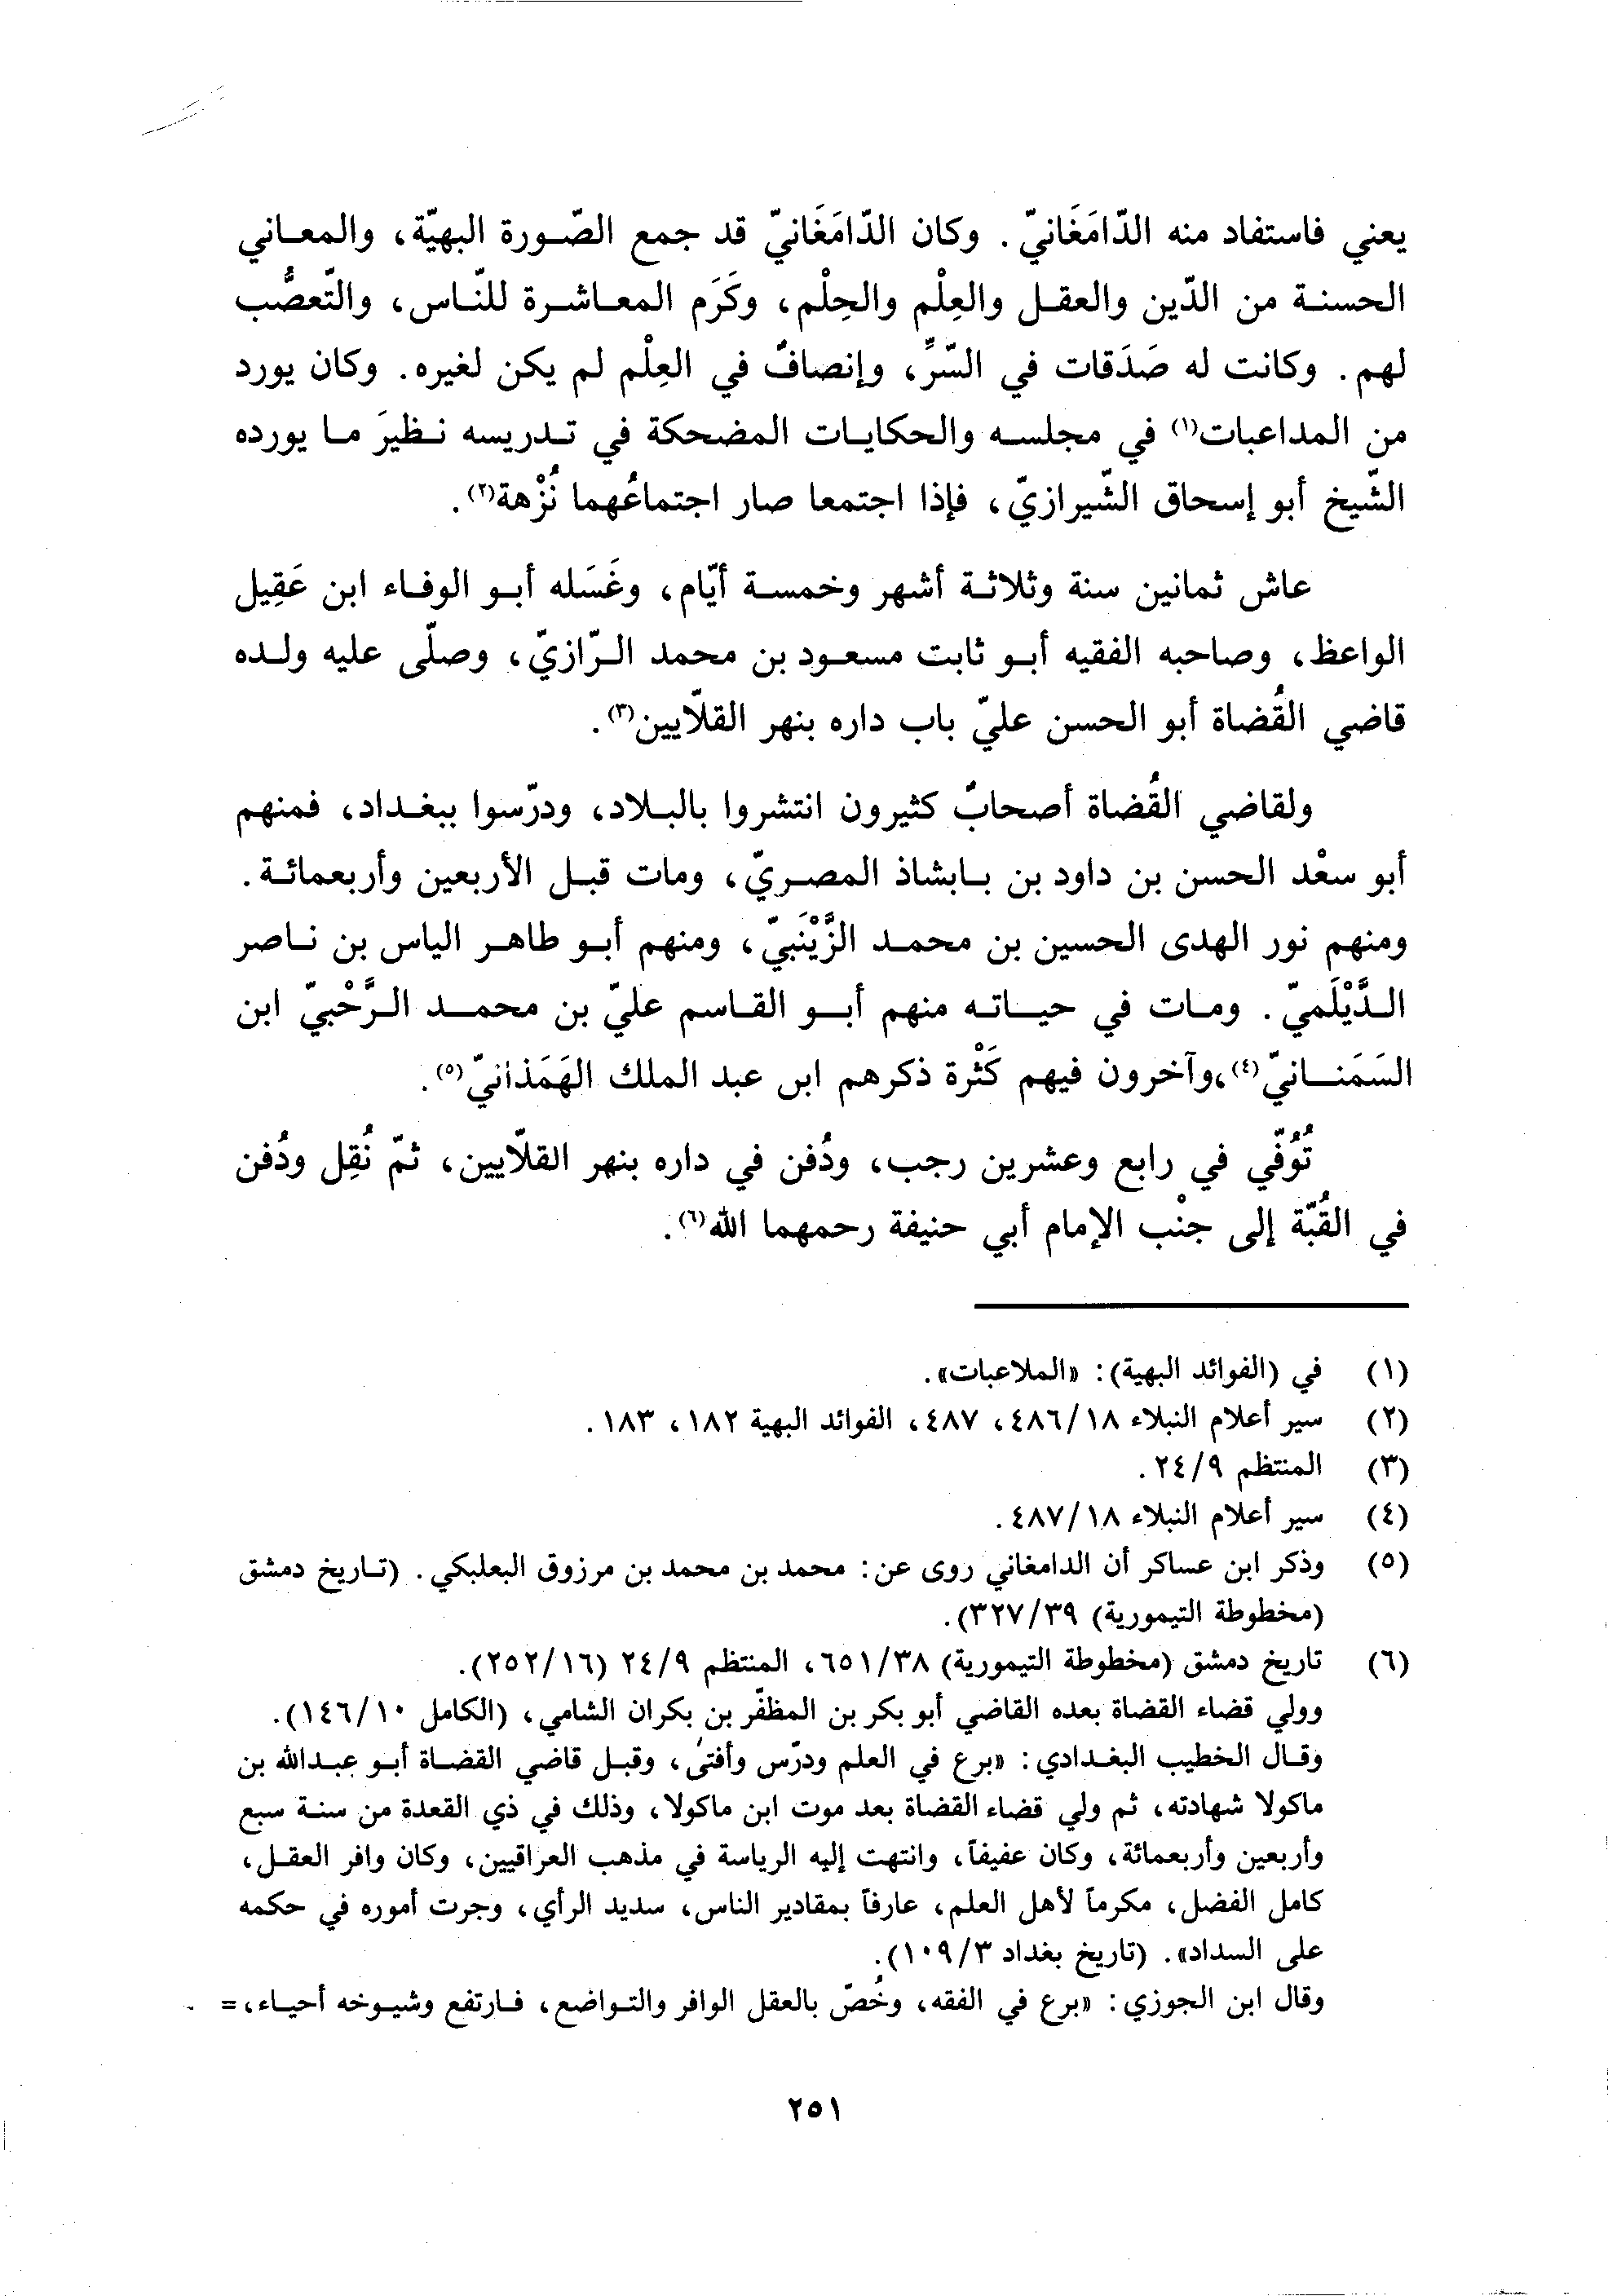 يعني فاستفاد منه الدّامَغَانيّ. وكان الدّامَغَانيّ قد جمع الصّورة البهيّة، والمعاني
الحسنة من الدّين والعقل والعِلْم والحِلْم، وكَرَم المعاشرة للنّاس، والتّعصُّب
لهم. وكانت له صَدَقات في السّرِّ، وإنصافٌ في العِلْم لم يكن لغيره. وكان يورد
من المداعبات(١) في مجلسه والحكايات المضحكة في تدريسه نظيرَ ما يورده
الشّيخ أبو إسحاق الشّيرازيّ، فإذا اجتمعا صار اجتماعُهما نُزْهة(٢).
عاش ثمانين سنة وثلاثة أشهر وخمسة أيّام، وغَسَله أبو الوفاء ابن عَقِيل
الواعظ، وصاحبه الفقيه أبو ثابت مسعود بن محمد الرّازيّ، وصلّى عليه ولده
قاضي القُضاة أبو الحسن عليّ باب داره بنهر القلّايين(٣).
ولقاضي القُضاة أصحابٌ كثيرون انتشروا بالبلاد، ودرّسوا ببغداد، فمنهم
أبو سعْد الحسن بن داود بن بابشاذ المصريّ، ومات قبل الأربعين وأربعمائة.
ومنهم نور الهدى الحسين بن محمد الزَّيْنَبيّ، ومنهم أبو طاهر الياس بن ناصر
الدَّيْلَميّ. ومات في حياته منهم أبو القاسم عليّ بن محمد الرَّحْبيّ ابن
السَمَنانيّ(٤)،وآخرون فيهم كَثْرة ذكرهم ابن عبد الملك الهَمَذانيّ(٥).
تُوُفّي في رابع وعشرين رجب، ودُفن في داره بنهر القلّايين، ثمّ نُقِل ودُفن
في القُبّة إلى جنْب الإمام أبي حنيفة رحمهما الله(٦).
(١) في (الفوائد البهية): «الملاعبات».
(٢) سير أعلام النبلاء ٤٨٦/١٨، ٤٨٧، الفوائد البهية ١٨٢، ١٨٣.
(٣) المنتظم ٢٤/٩.
(٤) سير أعلام النبلاء ٤٨٧/١٨.
(٥) وذكر ابن عساكر أن الدامغاني روى عن: محمد بن محمد بن مرزوق البعلبكي. (تاريخ دمشق
(مخطوطة التيمورية) ٣٢٧/٣٩).
(٦) تاريخ دمشق (مخطوطة التيمورية) ٦٥١/٣٨، المنتظم ٢٤/٩ (٢٥٢/١٦).
وولي قضاء القضاة بعده القاضي أبو بكر بن المظفّر بن بكران الشامي، (الكامل ١٤٦/١٠).
وقال الخطيب البغدادي: «برع في العلم ودرّس وأفتى، وقبل قاضي القضاة أبو عبدالله بن
ماكولا شهادته، ثم ولي قضاء القضاة بعد موت ابن ماكولا، وذلك في ذي القعدة من سنة سبع
وأربعين وأربعمائة، وكان عفيفاً، وانتهت إليه الرياسة في مذهب العراقيين، وكان وافر العقل،
كامل الفضل، مكرماً لأهل العلم، عارفاً بمقادير الناس، سديد الرأي، وجرت أموره في حكمه
على السداد». (تاريخ بغداد ١٠٩/٣).
وقال ابن الجوزي: «برع في الفقه، وخُصّ بالعقل الوافر والتواضع، فارتفع وشيوخه أحياء، =
٢٥١